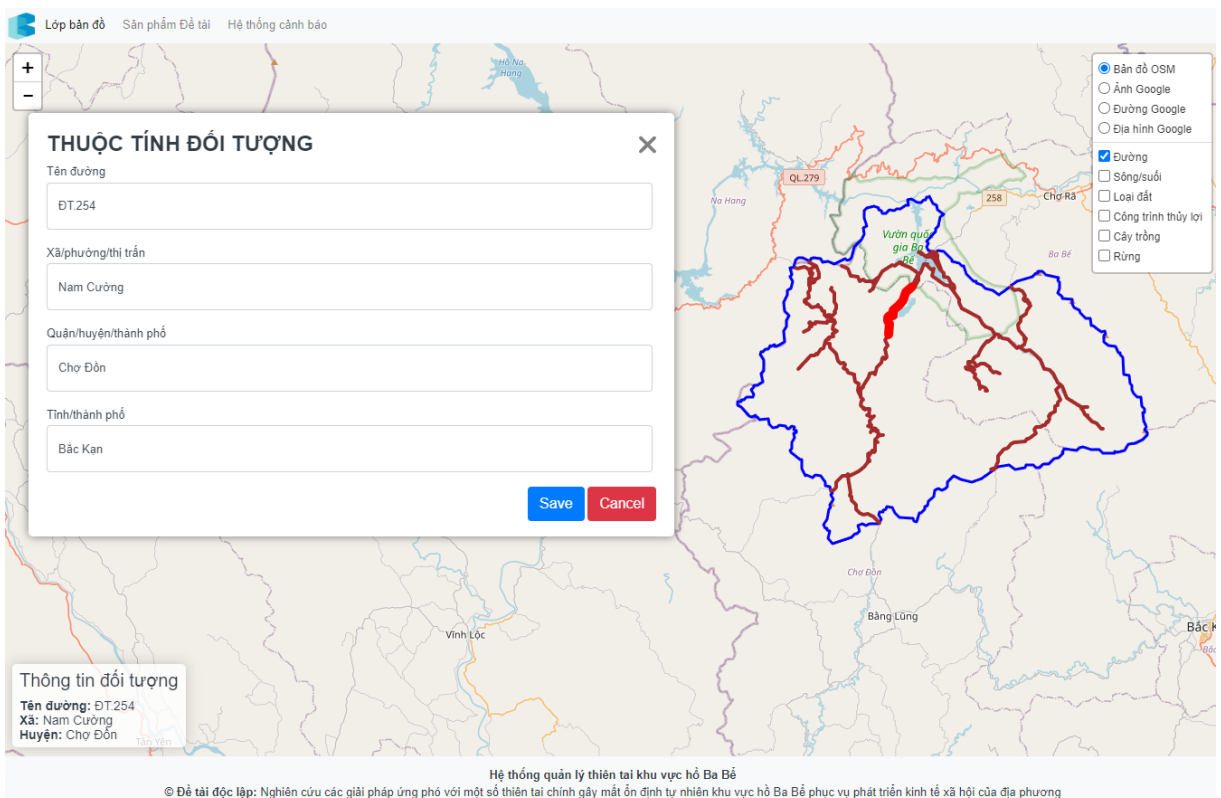 Lớp bản đồ Sản phẩm Đề tài Hệ thống cảnh báo
+
−
THUỘC TÍNH ĐỐI TƯỢNG
Tên đường
ĐT.254
Xã/phường/thị trấn
Nam Cường
Quận/huyện/thành phố
Chợ Đồn
Tỉnh/thành phố
Bắc Kạn
Save Cancel
Hồ Na Hang
QL.279
Na Hang
258
Chợ Rã
Vườn quốc
gia Ba
Bể
Ba Bể
Chợ Đồn
Bằng Lũng
Bắc K
Vĩnh Lộc
Tân Yên
Bản đồ OSM
Ảnh Google
Đường Google
Địa hình Google
Đường
Sông/suối
Loại đất
Công trình thủy lợi
Cây trồng
Rừng
Thông tin đối tượng
Tên đường: ĐT.254
Xã: Nam Cường
Huyện: Chợ Đồn
Hệ thống quản lý thiên tai khu vực hồ Ba Bể
© Đề tài độc lập: Nghiên cứu các giải pháp ứng phó với một số thiên tai chính gây mất ổn định tự nhiên khu vực hồ Ba Bể phục vụ phát triển kinh tế xã hội của địa phương